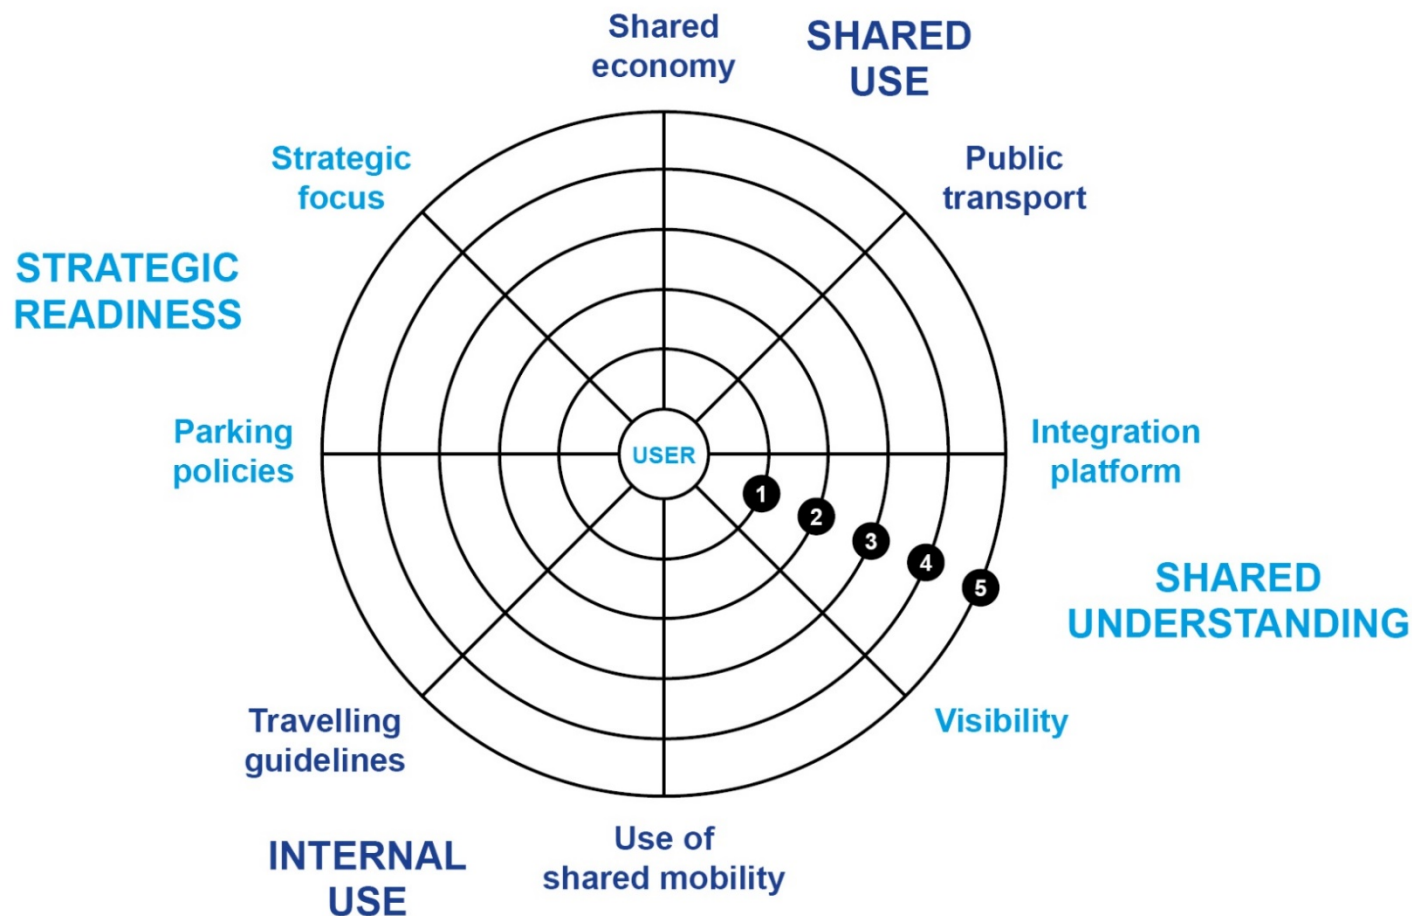 Shared
economy
SHARED
USE
Strategic
focus
Public
transport
STRATEGIC
READINESS
Parking
policies
USER
Integration
platform
1
2
3
4
5
SHARED
UNDERSTANDING
Travelling
guidelines
Visibility
INTERNAL
USE
Use of
shared mobility